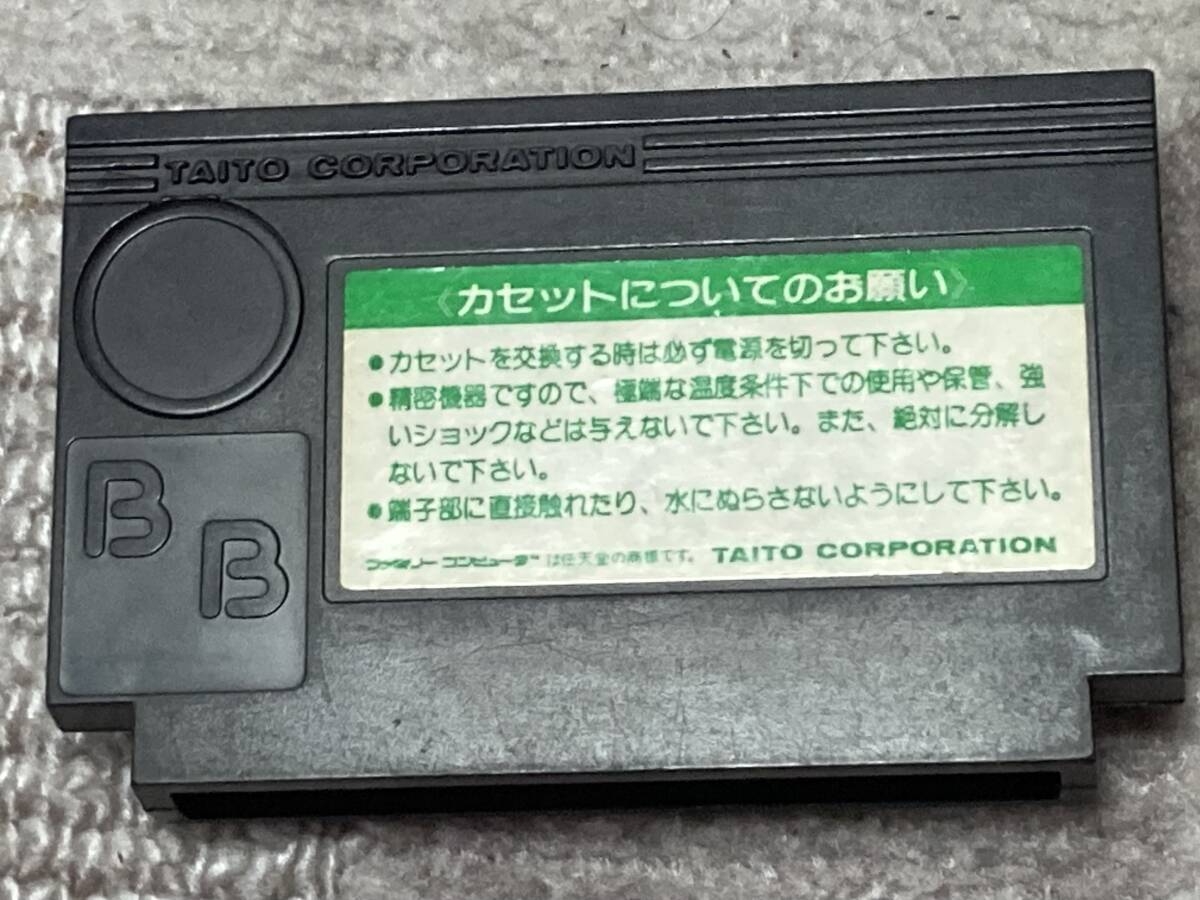 TAITO CORPORATION
《カセットについてのお願い》
●カセットを交換する時は必ず電源を切って下さい。
●精密機器ですので、極端な温度条件下での使用や保管、強
いショックなどは与えないで下さい。また、絶対に分解し
ないで下さい。
●端子部に直接触れたり、水にぬらさないようにして下さい。
ファミリーコンピュータ™は任天堂の商標です。 TAITO CORPORATION
B
B